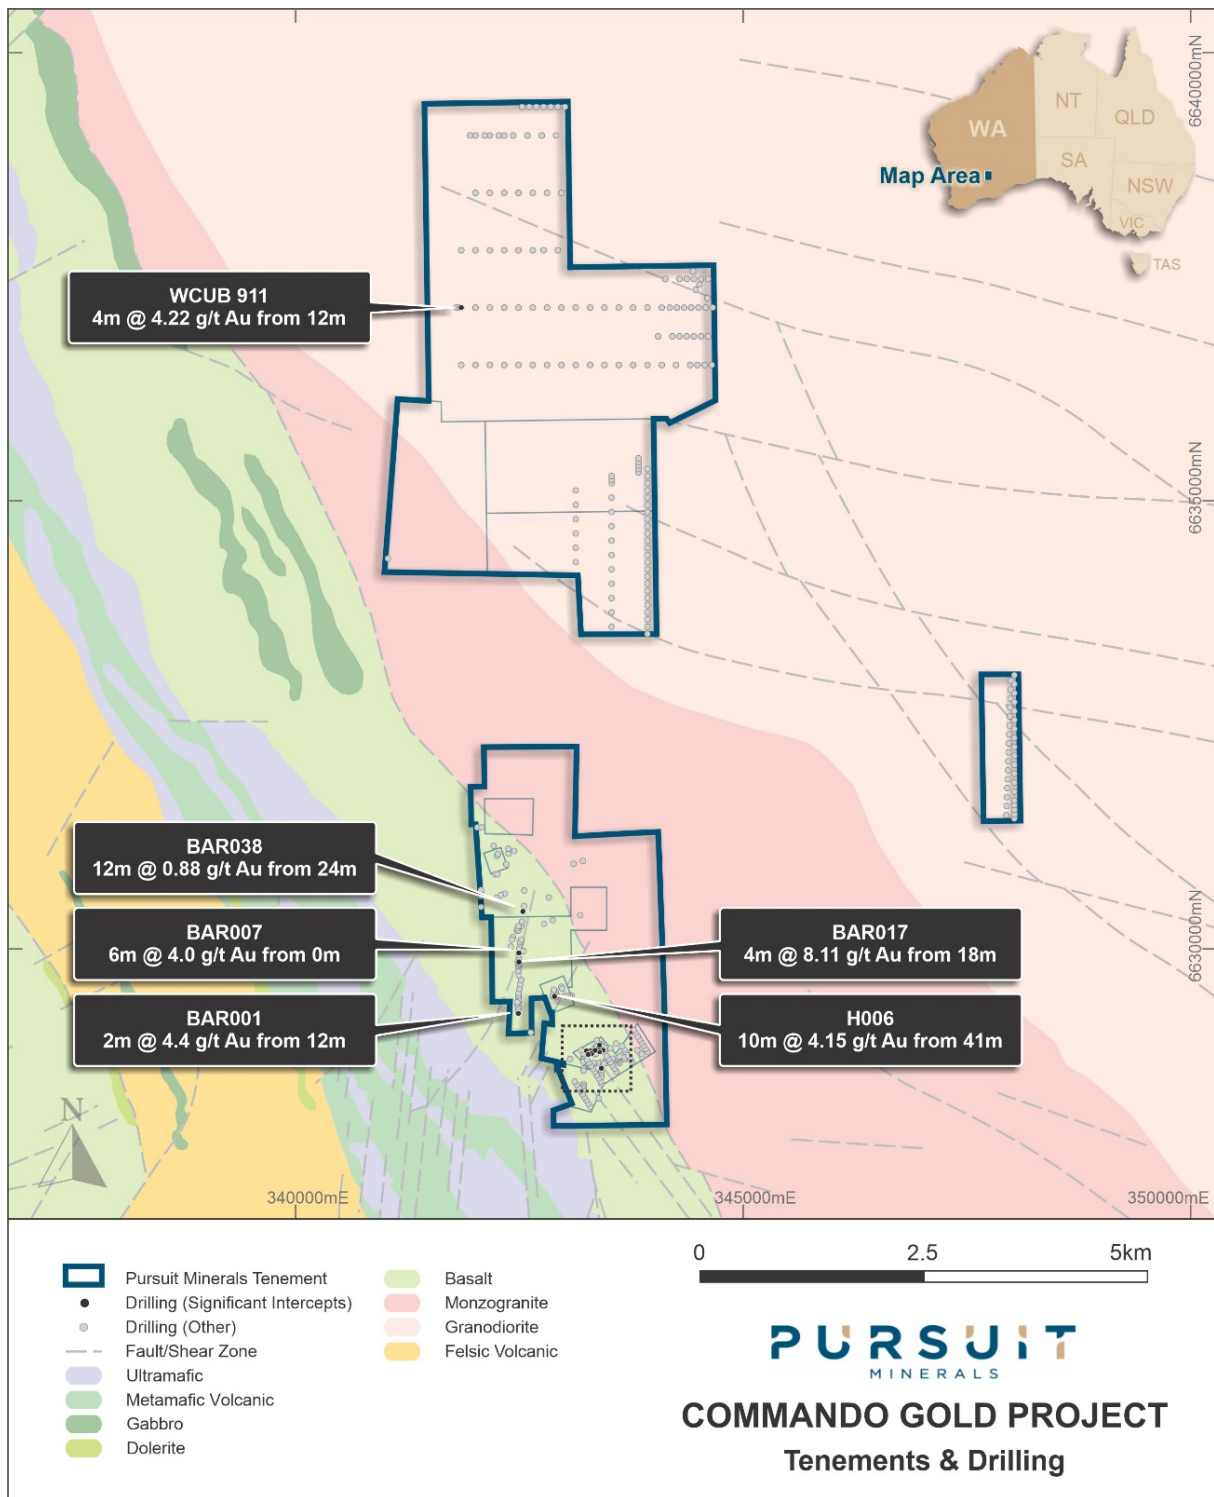 6640000mN
NT
QLD
WA
SA
Map Area
NSW
VIC
TAS
WCUB 911
4m @ 4.22 g/t Au from 12m
6635000mN
BAR038
12m @ 0.88 g/t Au from 24m
BAR007
6m @ 4.0 g/t Au from 0m
BAR017
4m @ 8.11 g/t Au from 18m
6630000mN
BAR001
2m @ 4.4 g/t Au from 12m
H006
10m @ 4.15 g/t Au from 41m
N
340000mE
345000mE
350000mE
Pursuit Minerals Tenement
Drilling (Significant Intercepts)
Drilling (Other)
Fault/Shear Zone
Ultramafic
Metamafic Volcanic
Gabbro
Dolerite
Basalt
Monzogranite
Granodiorite
Felsic Volcanic
0 2.5 5km
PURSUIT
MINERALS
COMMANDO GOLD PROJECT
Tenements & Drilling